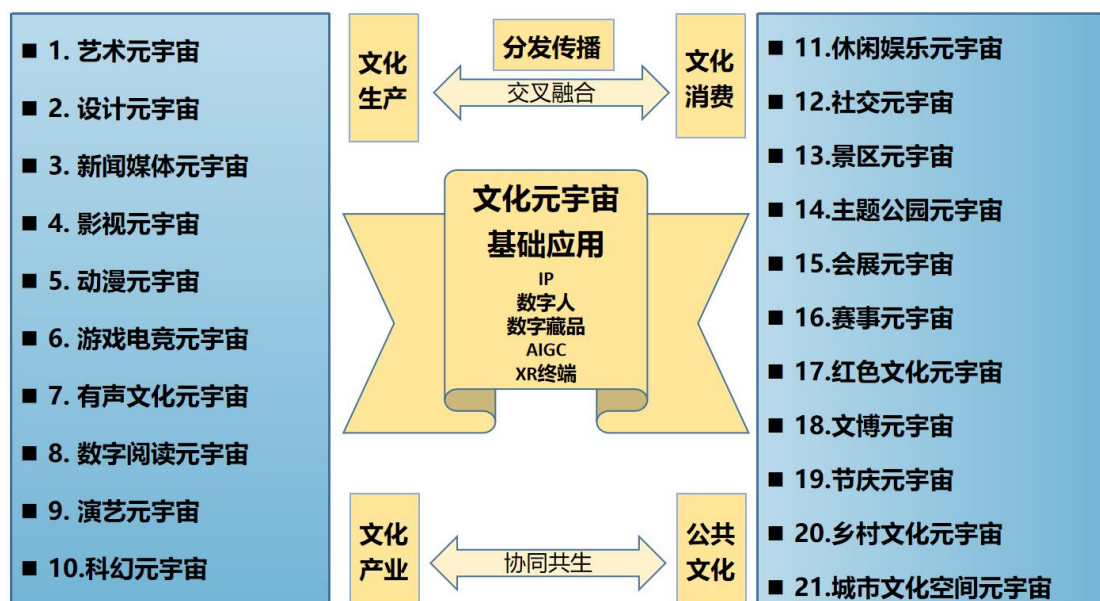 1. 艺术元宇宙
2. 设计元宇宙
3. 新闻媒体元宇宙
4. 影视元宇宙
5. 动漫元宇宙
6. 游戏电竞元宇宙
7. 有声文化元宇宙
8. 数字阅读元宇宙
9. 演艺元宇宙
10.科幻元宇宙
文化
生产
分发传播
交叉融合
文化
消费
文化元宇宙
基础应用
IP
数字人
数字藏品
AIGC
XR终端
文化
产业
协同共生
公共
文化
11.休闲娱乐元宇宙
12.社交元宇宙
13.景区元宇宙
14.主题公园元宇宙
15.会展元宇宙
16.赛事元宇宙
17.红色文化元宇宙
18.文博元宇宙
19.节庆元宇宙
20.乡村文化元宇宙
21.城市文化空间元宇宙